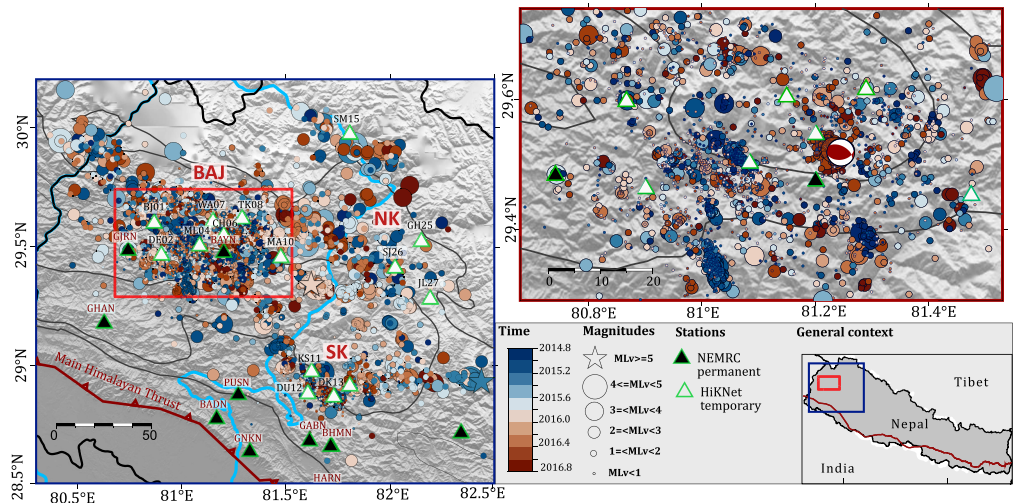 30°N
29.5°N
29°N
28.5°N
80.5°E
81°E
81.5°E
82°E
82.5°E
SM15
BAJ
BJ01
WA07
TK08
CH06
ML04
GJRN
DE02
BAYN
MA10
NK
GH25
SJ26
JL27
GHAN
Main Himalayan Thrust
SK
KS11
DU12
DK13
PUSN
BADN
GNKN
GABN
BHMN
HARN
0
50
29.6°N
29.4°N
80.8°E
81°E
81.2°E
81.4°E
0
10
20
Time
2014.8
2015.2
2015.6
2016.0
2016.4
2016.8
Magnitudes
MLv>=5
4<=MLv<5
3=<MLv<4
2=<MLv<3
1=<MLv<2
MLv<1
Stations
NEMRC
permanent
HiKNet
temporary
General context
Tibet
Nepal
India